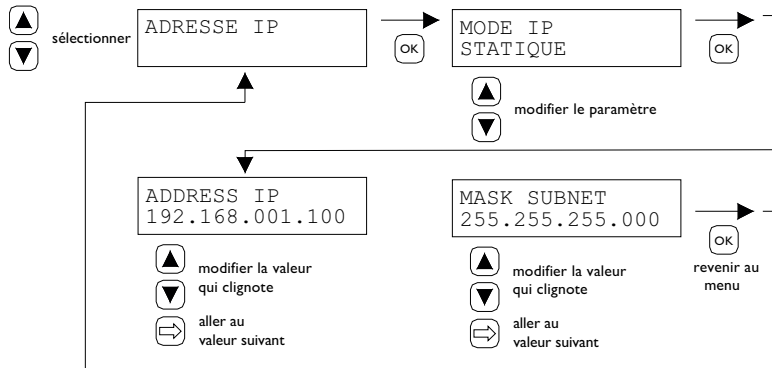 sélectionner
ADRESSE IP
OK
MODE IP
STATIQUE
OK
modifier le paramètre
ADDRESS IP
192.168.001.100
modifier la valeur
qui clignote
aller au
valeur suivant
MASK SUBNET
255.255.255.000
modifier la valeur
qui clignote
aller au
valeur suivant
OK
revenir au
menu